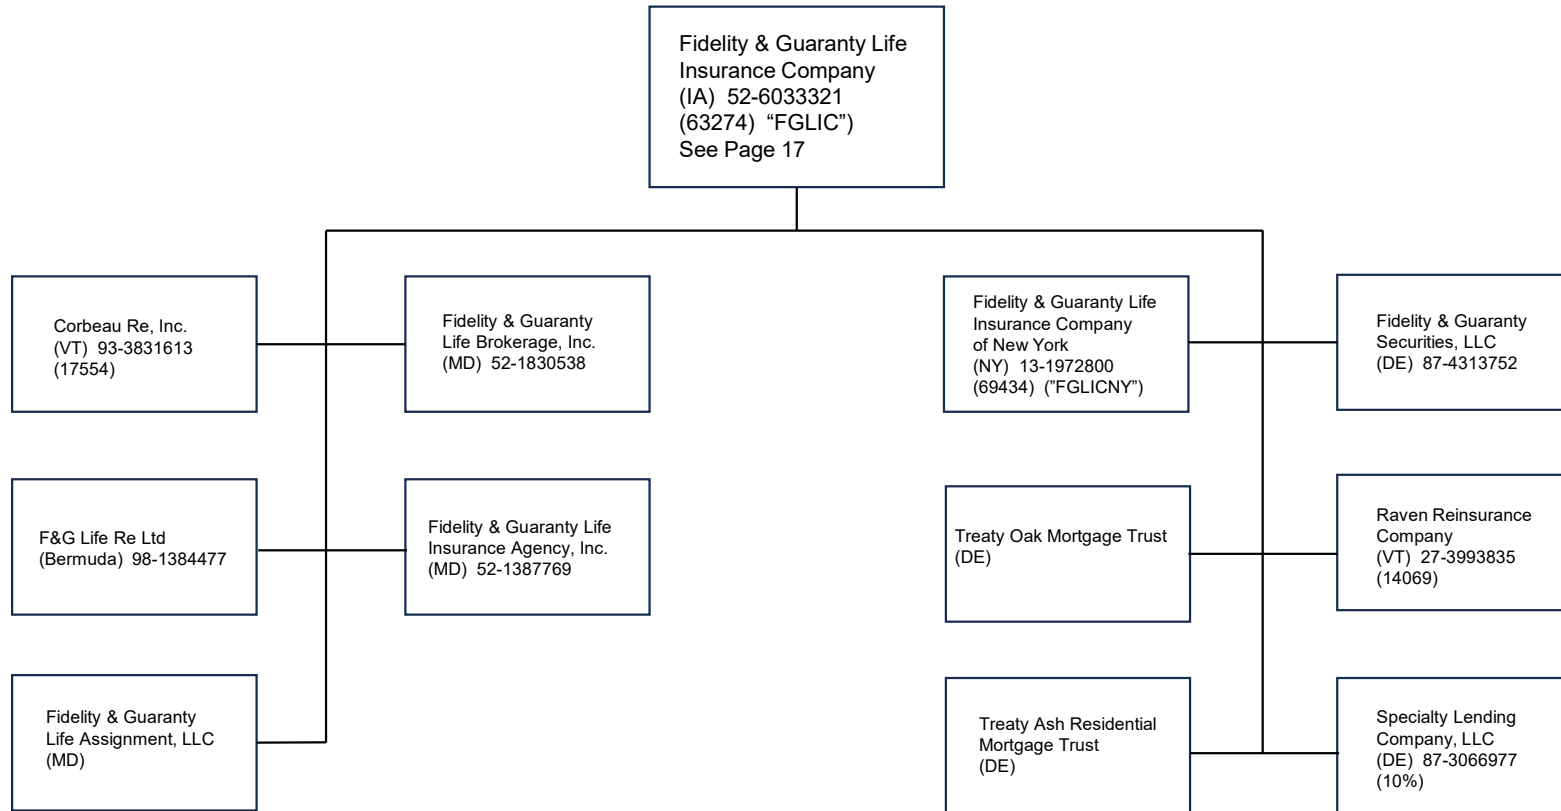 Fidelity & Guaranty Life
Insurance Company
(IA) 52-6033321
(63274) “FGLIC”)
See Page 17
Corbeau Re, Inc.
(VT) 93-3831613
(17554)
Fidelity & Guaranty
Life Brokerage, Inc.
(MD) 52-1830538
Fidelity & Guaranty Life
Insurance Company
of New York
(NY) 13-1972800
(69434) (”FGLICNY”)
Fidelity & Guaranty
Securities, LLC
(DE) 87-4313752
F&G Life Re Ltd
(Bermuda) 98-1384477
Fidelity & Guaranty Life
Insurance Agency, Inc.
(MD) 52-1387769
Treaty Oak Mortgage Trust
(DE)
Raven Reinsurance
Company
(VT) 27-3993835
(14069)
Fidelity & Guaranty
Life Assignment, LLC
(MD)
Treaty Ash Residential
Mortgage Trust
(DE)
Specialty Lending
Company, LLC
(DE) 87-3066977
(10%)